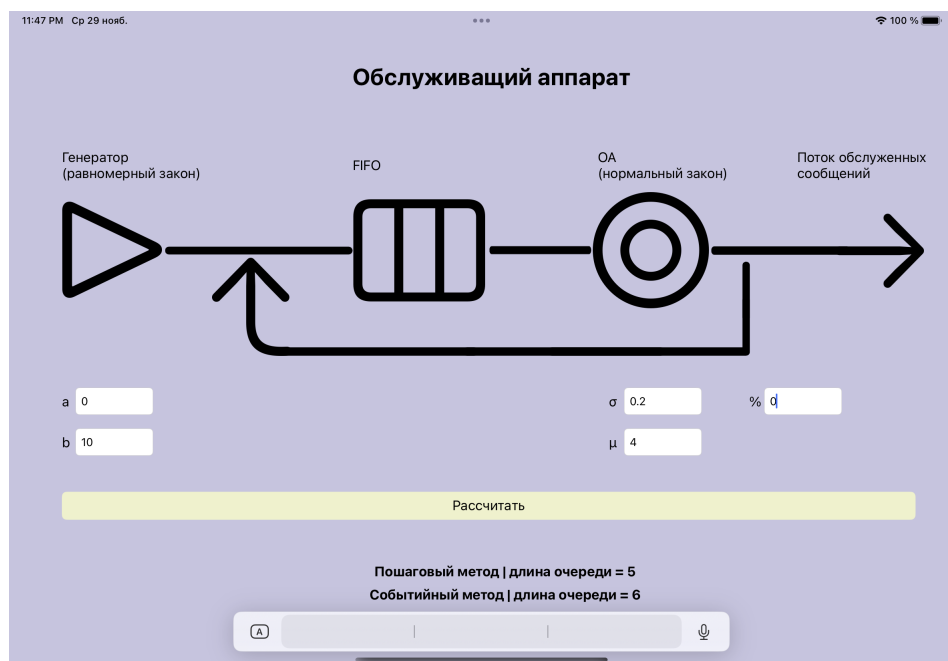 11:47 PM Ср 29 нояб.
100 %
Обслуживащий аппарат
Генератор
(равномерный закон)
FIFO
ОА
(нормальный закон)
Поток обслуженных
сообщений
a 0
σ 0.2
% 0
b 10
μ 4
Рассчитать
Пошаговый метод | длина очереди = 5
Событийный метод | длина очереди = 6
A